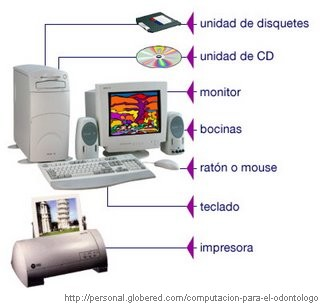 unidad de disquetes
unidad de CD
monitor
bocinas
ratón o mouse
teclado
impresora
http://personal.globered.com/computacion-para-el-odontologo